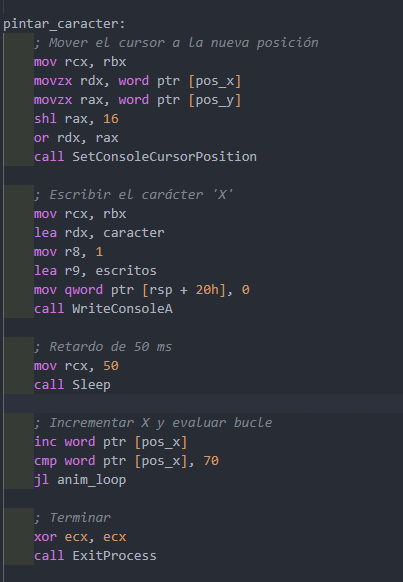 pintar_caracter:
; Mover el cursor a la nueva posición
mov rcx, rbx
movzx rdx, word ptr [pos_x]
movzx rax, word ptr [pos_y]
shl rax, 16
or rdx, rax
call SetConsoleCursorPosition
; Escribir el carácter 'X'
mov rcx, rbx
lea rdx, caracter
mov r8, 1
lea r9, escritos
mov qword ptr [rsp + 20h], 0
call WriteConsoleA
; Retardo de 50 ms
mov rcx, 50
call Sleep
; Incrementar X y evaluar bucle
inc word ptr [pos_x]
cmp word ptr [pos_x], 70
jl anim_loop
; Terminar
xor ecx, ecx
call ExitProcess